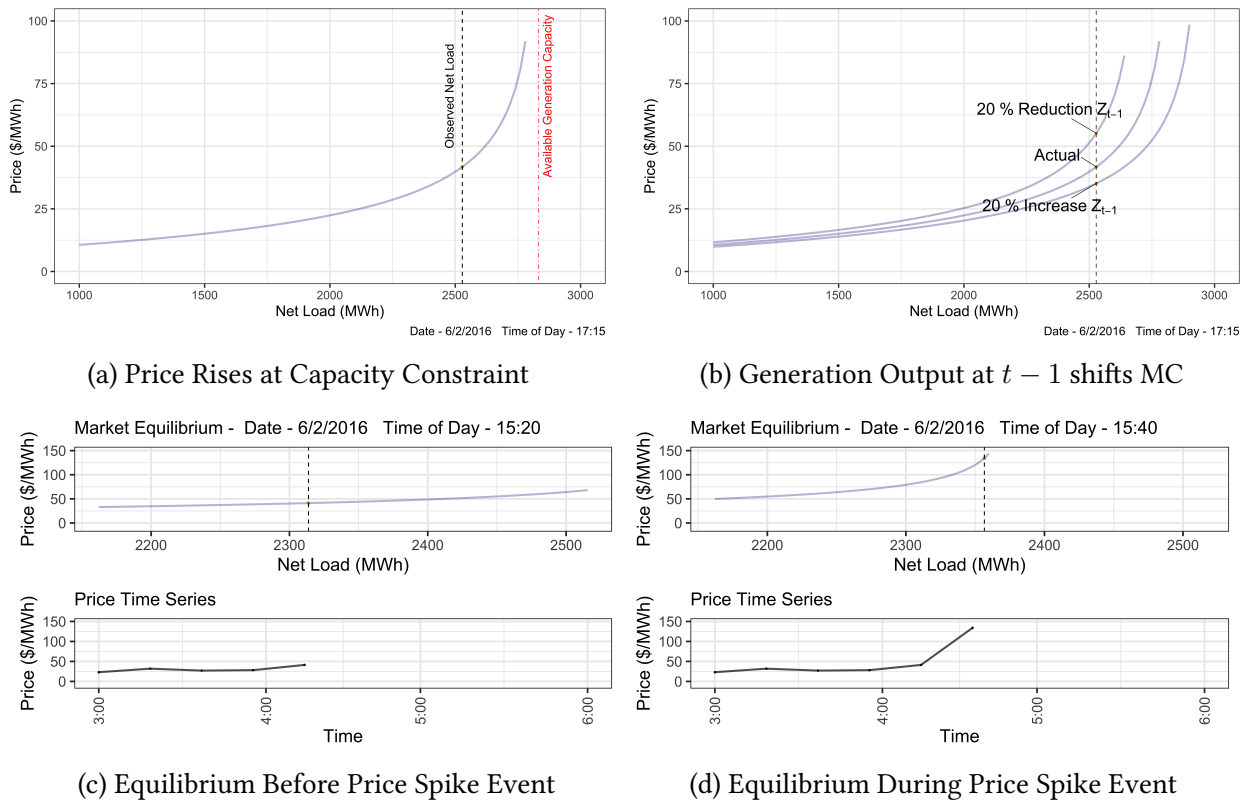 100
75
50
25
0
Price ($/MWh)
Observed Net Load
Available Generation Capacity
1000 1500 2000 2500 3000
Net Load (MWh)
Date - 6/2/2016 Time of Day - 17:15
(a) Price Rises at Capacity Constraint
100
75
50
25
0
Price ($/MWh)
20 % Reduction Zt−1
Actual
20 % Increase Zt−1
1000 1500 2000 2500 3000
Net Load (MWh)
Date - 6/2/2016 Time of Day - 17:15
(b) Generation Output at t − 1 shifts MC
Market Equilibrium - Date - 6/2/2016 Time of Day - 15:20
150
100
50
0
Price ($/MWh)
2200 2300 2400 2500
Net Load (MWh)
Price Time Series
150
100
50
0
Price ($/MWh)
3:00 4:00 5:00 6:00
Time
(c) Equilibrium Before Price Spike Event
Market Equilibrium - Date - 6/2/2016 Time of Day - 15:40
150
100
50
0
Price ($/MWh)
2200 2300 2400 2500
Net Load (MWh)
Price Time Series
150
100
50
0
Price ($/MWh)
3:00 4:00 5:00 6:00
Time
(d) Equilibrium During Price Spike Event